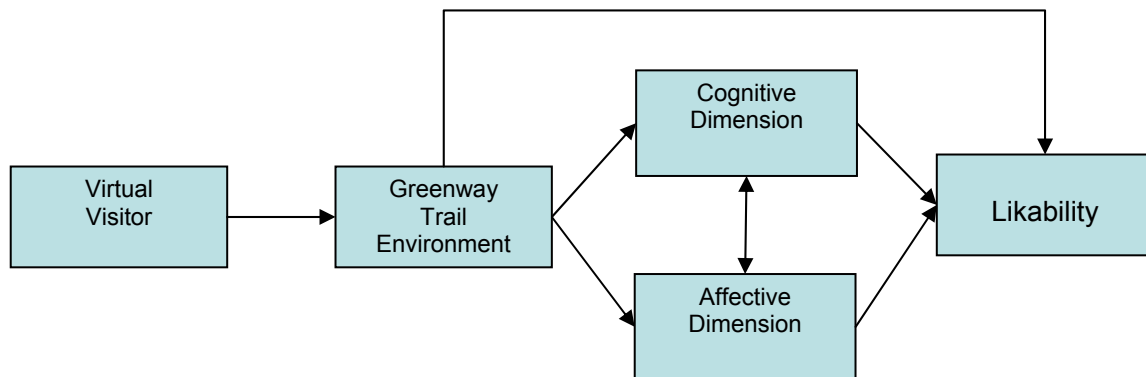 Virtual
Visitor
Greenway
Trail
Environment
Cognitive
Dimension
Affective
Dimension
Likability